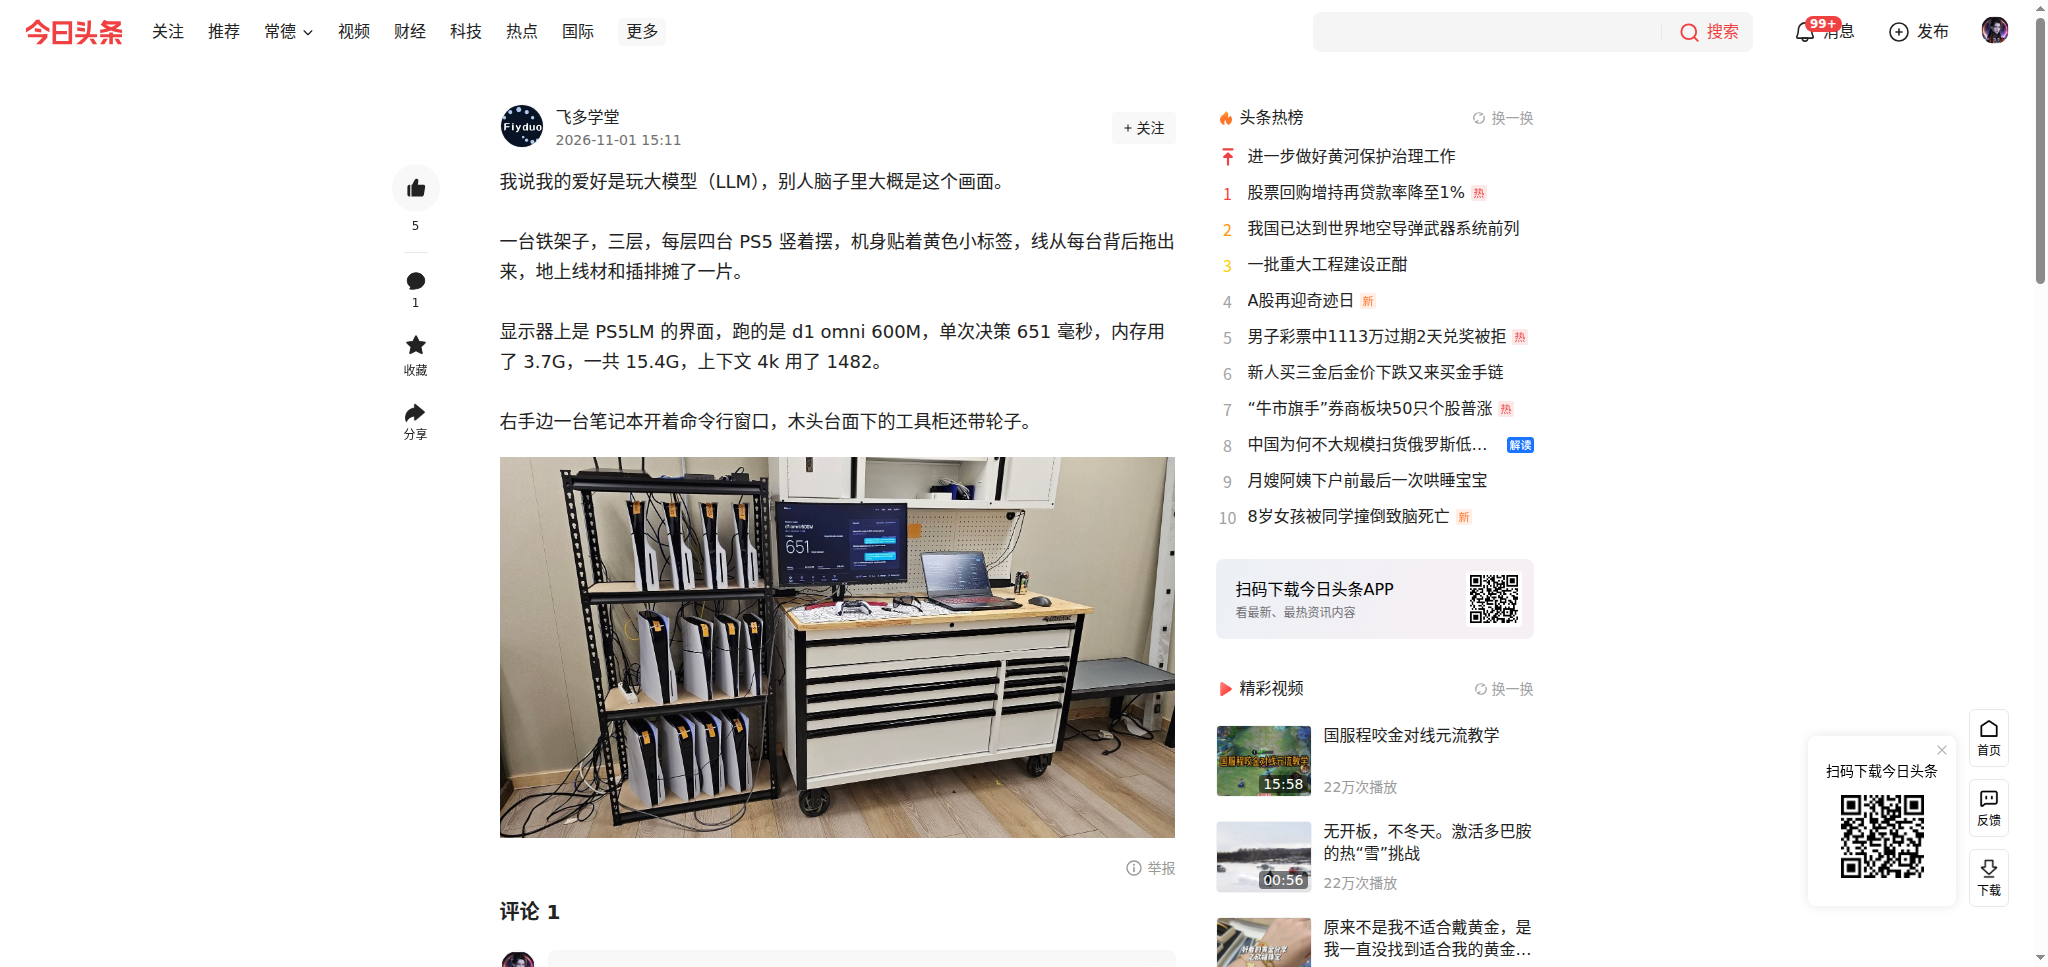 今日头条
关注
推荐
常德
视频
财经
科技
热点
国际
更多
搜索
99+
消息
发布
Fiyduo
飞多学堂
2026-11-01 15:11
+ 关注
5
1
收藏
分享
我说我的爱好是玩大模型（LLM），别人脑子里大概是这个画面。
一台铁架子，三层，每层四台 PS5 竖着摆，机身贴着黄色小标签，线从每台背后拖出
来，地上线材和插排摊了一片。
显示器上是 PS5LM 的界面，跑的是 d1 omni 600M，单次决策 651 毫秒，内存用
了 3.7G，一共 15.4G，上下文 4k 用了 1482。
右手边一台笔记本开着命令行窗口，木头台面下的工具柜还带轮子。
d1 omni 600M
651
举报
评论 1
头条热榜
换一换
进一步做好黄河保护治理工作
1 股票回购增持再贷款率降至1% 热
2 我国已达到世界地空导弹武器系统前列
3 一批重大工程建设正酣
4 A股再迎奇迹日 新
5 男子彩票中1113万过期2天兑奖被拒 热
6 新人买三金后金价下跌又来买金手链
7 “牛市旗手”券商板块50只个股普涨 热
8 中国为何不大规模扫货俄罗斯低... 解读
9 月嫂阿姨下户前最后一次哄睡宝宝
10 8岁女孩被同学撞倒致脑死亡 新
扫码下载今日头条APP
看最新、最热资讯内容
精彩视频
换一换
国服程咬金对线元流教学
15:58
国服程咬金对线元流教学
22万次播放
无开板，不冬天。激活多巴胺
的热“雪”挑战
00:56
22万次播放
原来不是我不适合戴黄金，是
我一直没找到适合我的黄金...
扫码下载今日头条
首页
反馈
下载